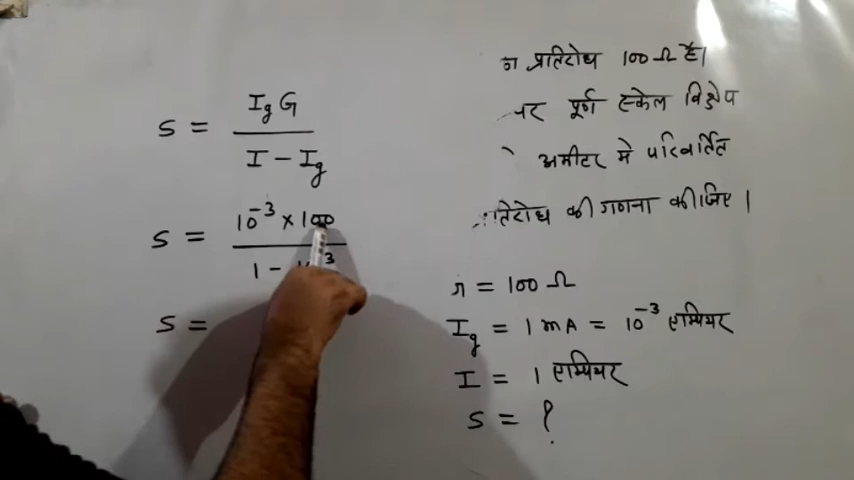 S = IgG / I - Ig
S = 10⁻³ × 100 / 1 -
S =
प्रतिरोध 100 Ω है।
पर पूर्ण स्केल विक्षेप
अमीटर मे परिवर्तित
की गणना कीजिए।
= 100 Ω
Ig = 1 mA = 10⁻³ एम्पियर
I = 1 एम्पियर
S = ?